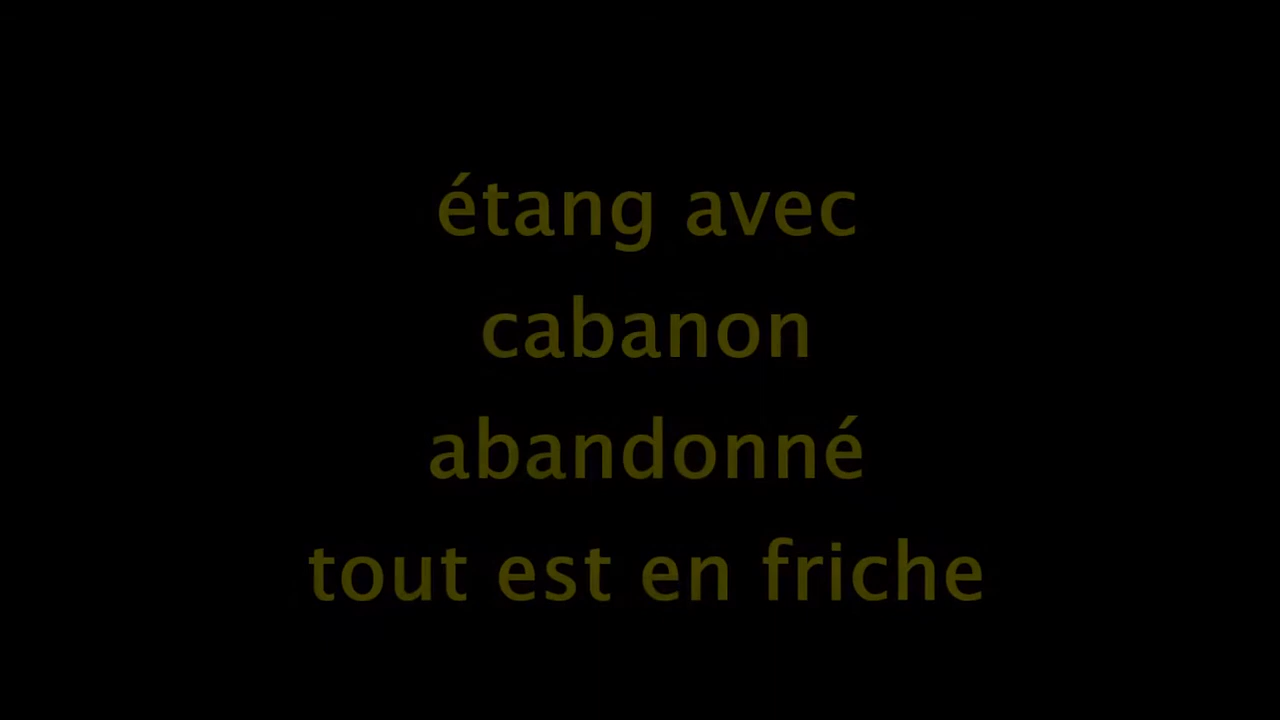 étang avec
cabanon
abandonné
tout est en friche